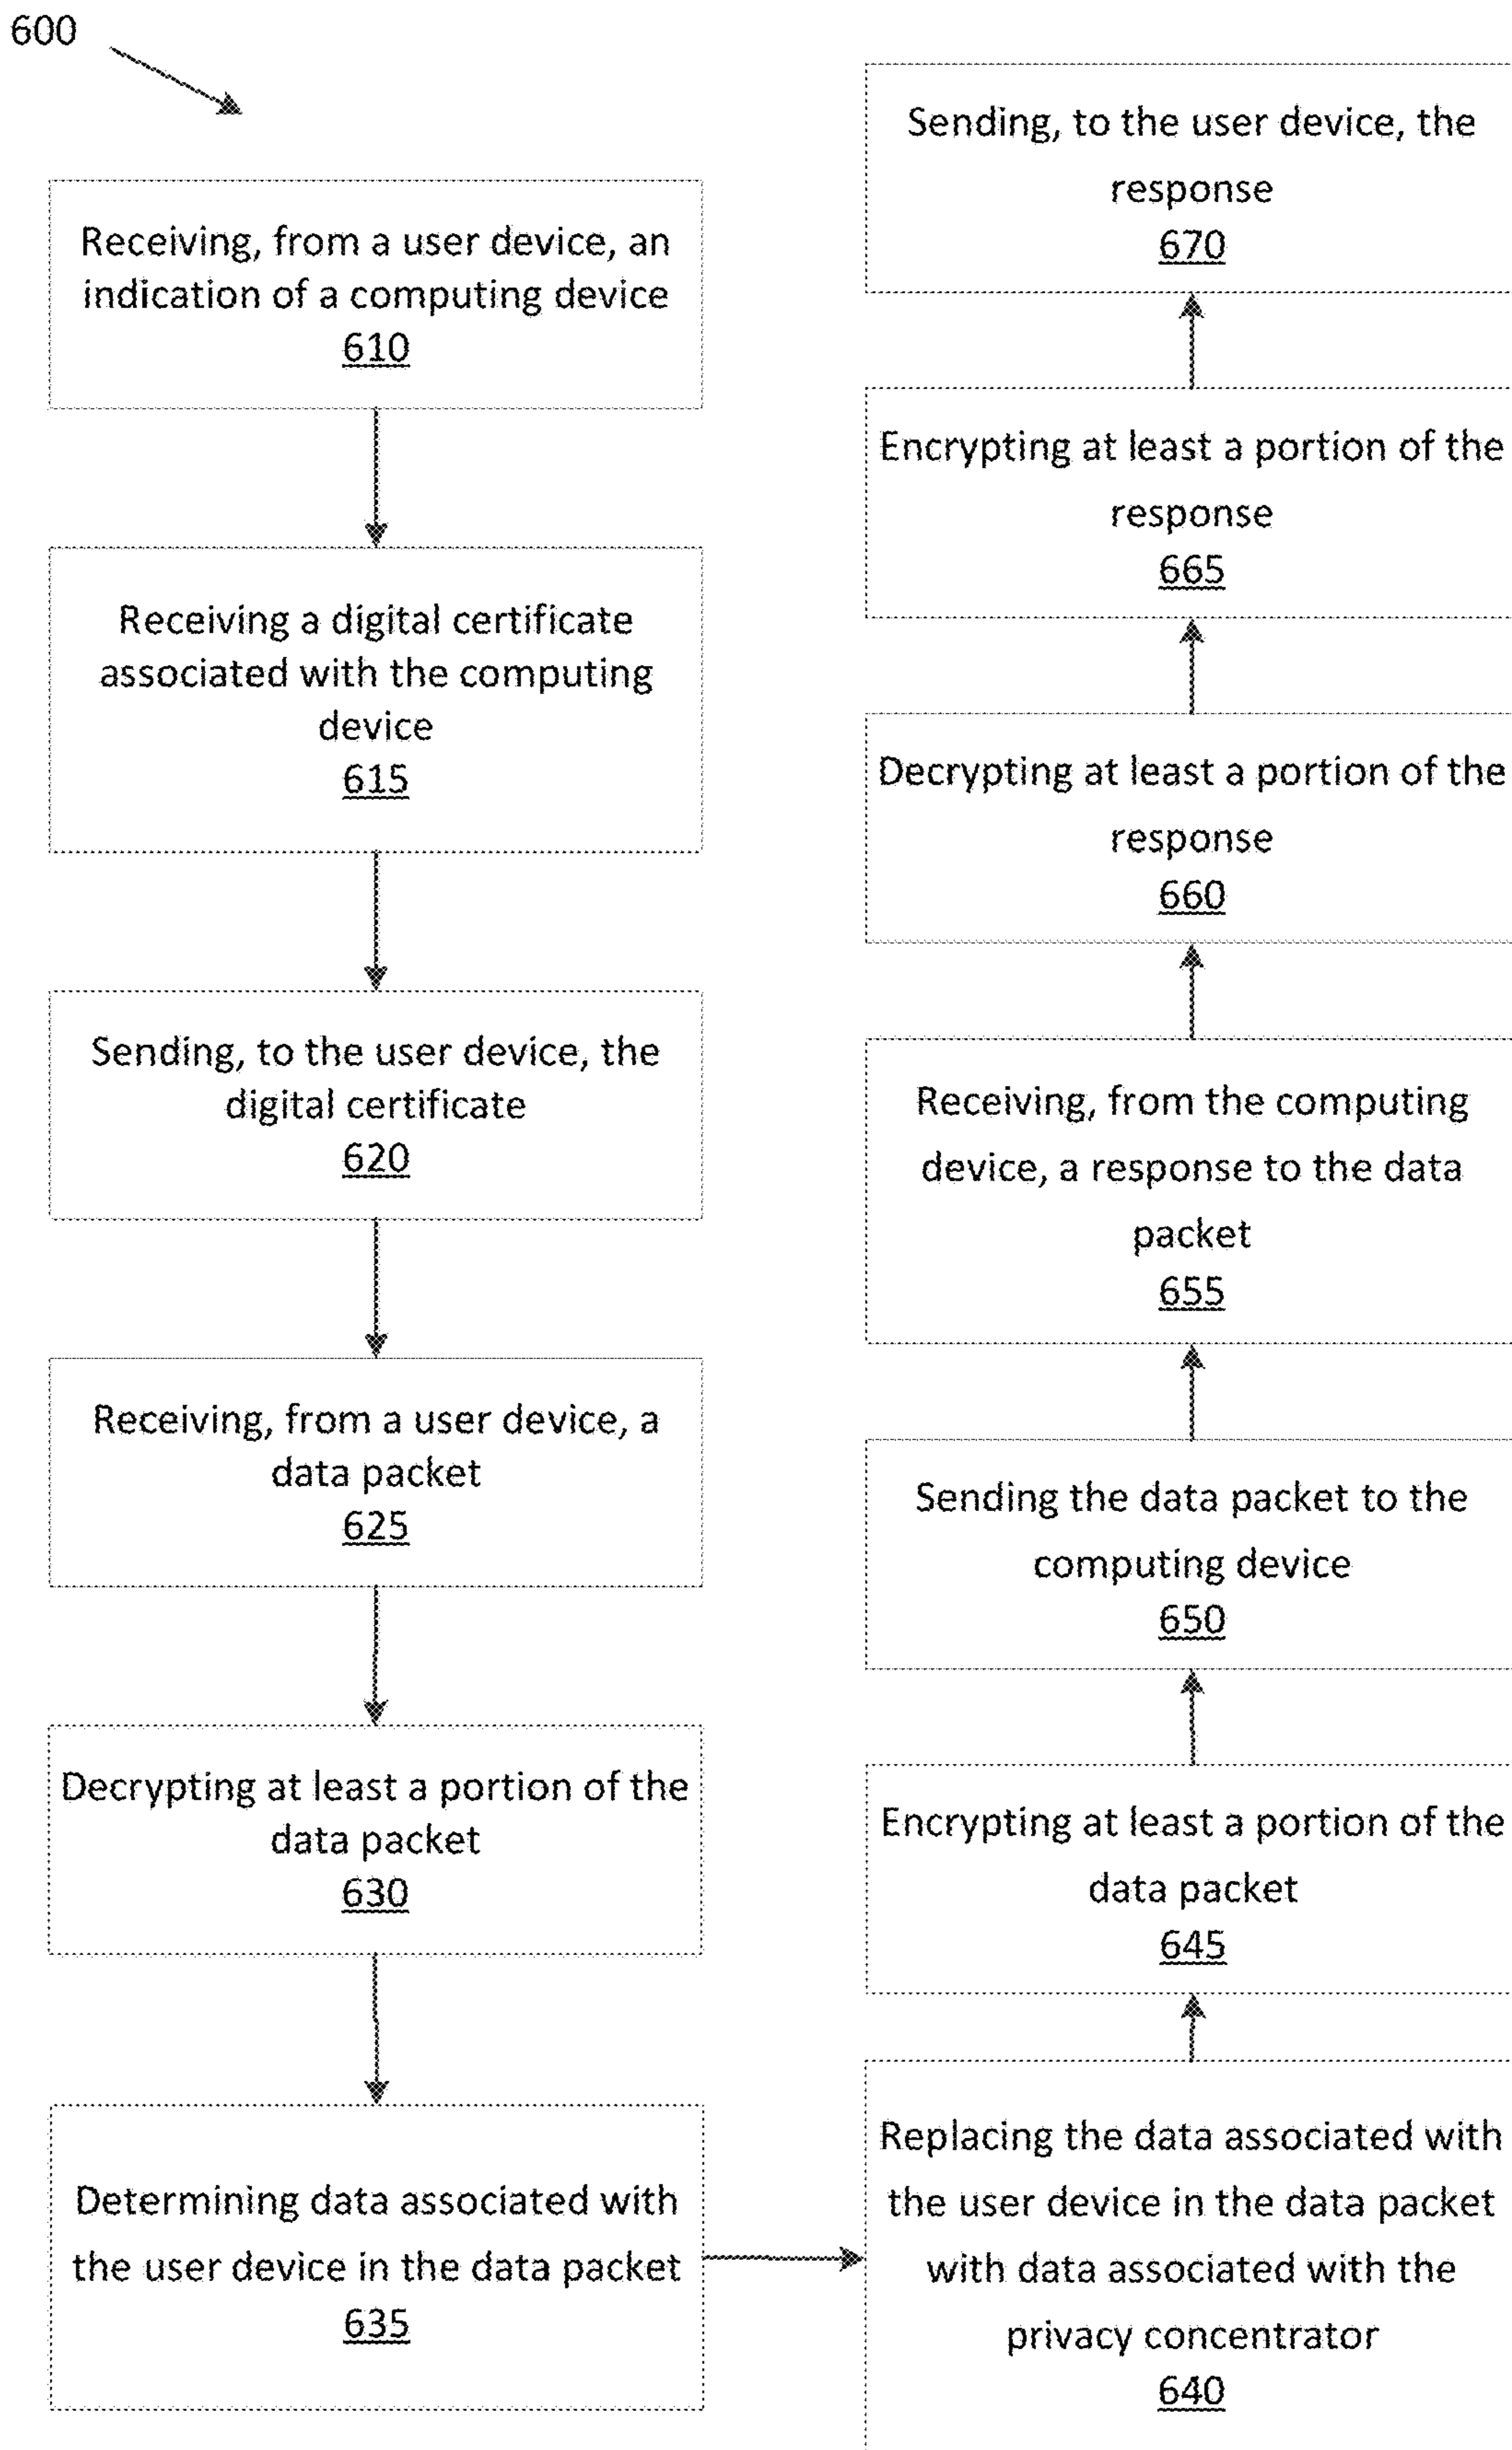 600
Receiving, from a user device, an
indication of a computing device
610
Receiving a digital certificate
associated with the computing
device
615
Sending, to the user device, the
digital certificate
620
Receiving, from a user device, a
data packet
625
Decrypting at least a portion of the
data packet
630
Determining data associated with
the user device in the data packet
635
Replacing the data associated with
the user device in the data packet
with data associated with the
privacy concentrator
640
Encrypting at least a portion of the
data packet
645
Sending the data packet to the
computing device
650
Receiving, from the computing
device, a response to the data
packet
655
Decrypting at least a portion of the
response
660
Encrypting at least a portion of the
response
665
Sending, to the user device, the
response
670